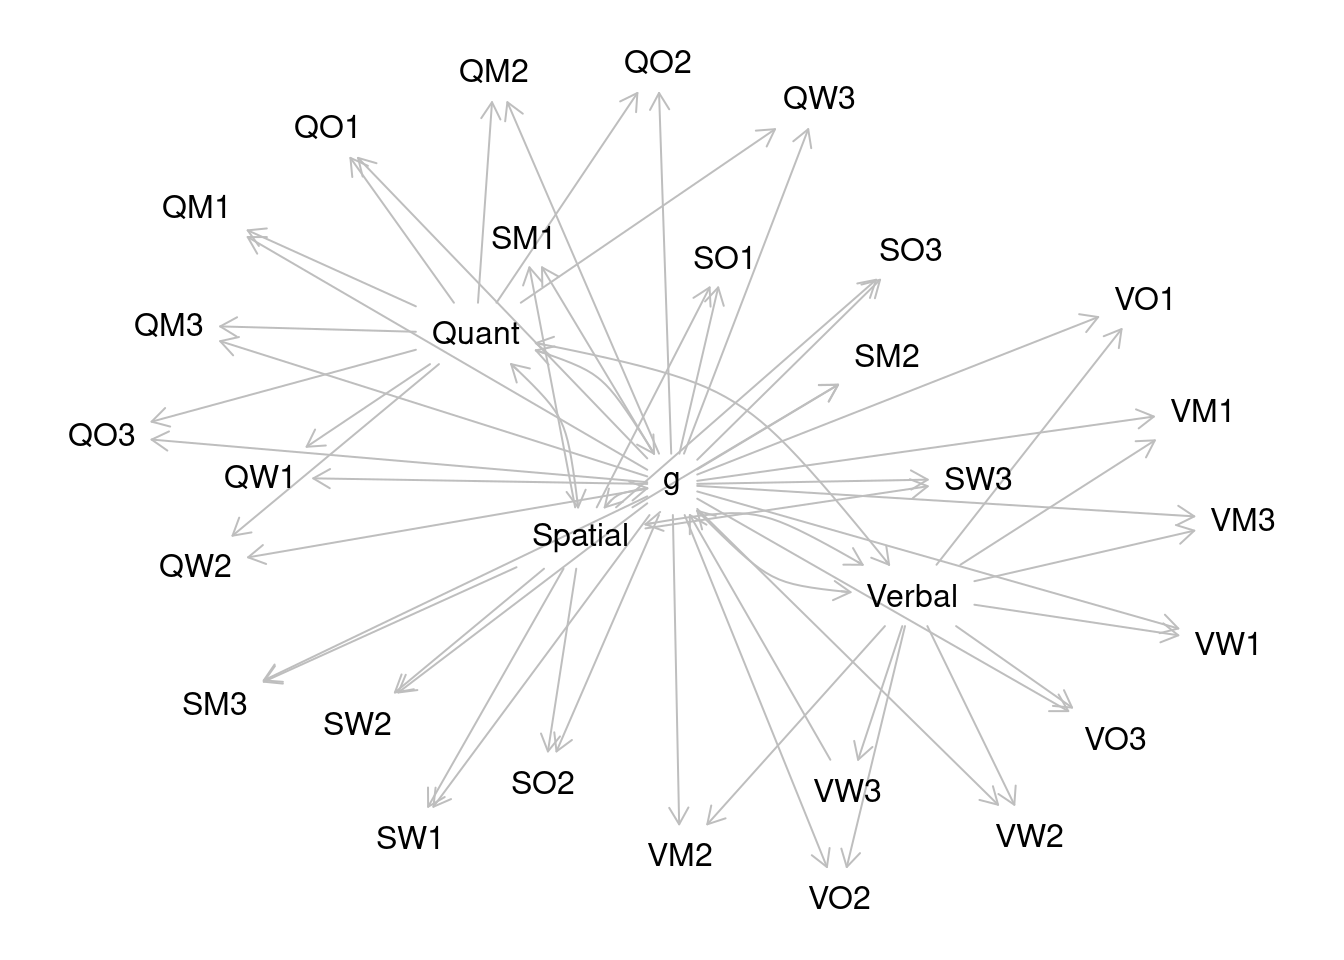 QO2
QM2
QW3
QO1
QM1
SM1
SO1
SO3
VO1
QM3
Quant
SM2
VM1
QO3
QW1
g
SW3
VM3
Spatial
QW2
Verbal
VW1
SM3
SW2
VO3
SO2
VW3
SW1
VW2
VM2
VO2